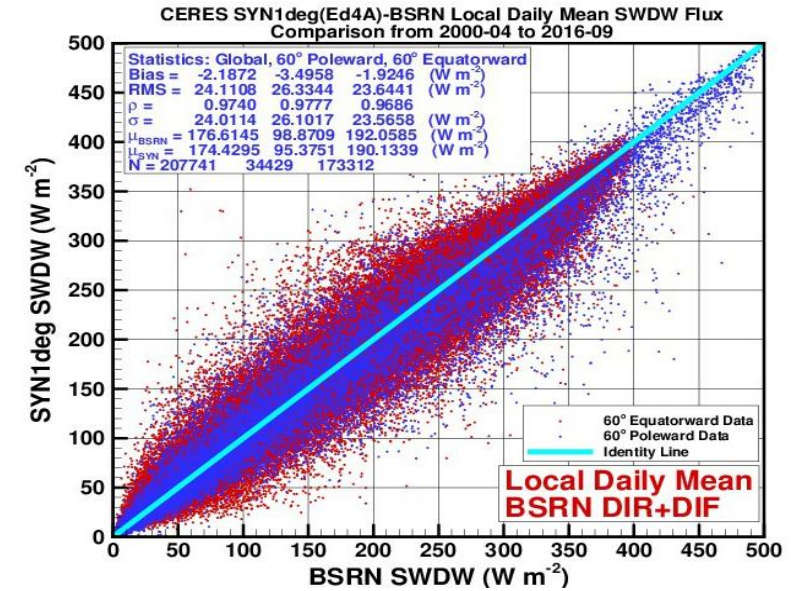 CERES SYN1deg(Ed4A)-BSRN Local Daily Mean SWDW Flux
Comparison from 2000-04 to 2016-09
Statistics: Global, 60° Poleward, 60° Equatorward
Bias = -2.1872 -3.4958 -1.9246 (W m⁻²)
RMS = 24.1108 26.3344 23.6441 (W m⁻²)
ρ = 0.9740 0.9777 0.9686
σ = 24.0114 26.1017 23.5658 (W m⁻²)
μBSRN = 176.6145 98.8709 192.0585 (W m⁻²)
μSYN = 174.4295 95.3751 190.1339 (W m⁻²)
N = 207741 34429 173312
SYN1deg SWDW (W m⁻²)
500
450
400
350
300
250
200
150
100
50
0
60° Equatorward Data
60° Poleward Data
Identity Line
Local Daily Mean
BSRN DIR+DIF
0 50 100 150 200 250 300 350 400 450 500
BSRN SWDW (W m⁻²)